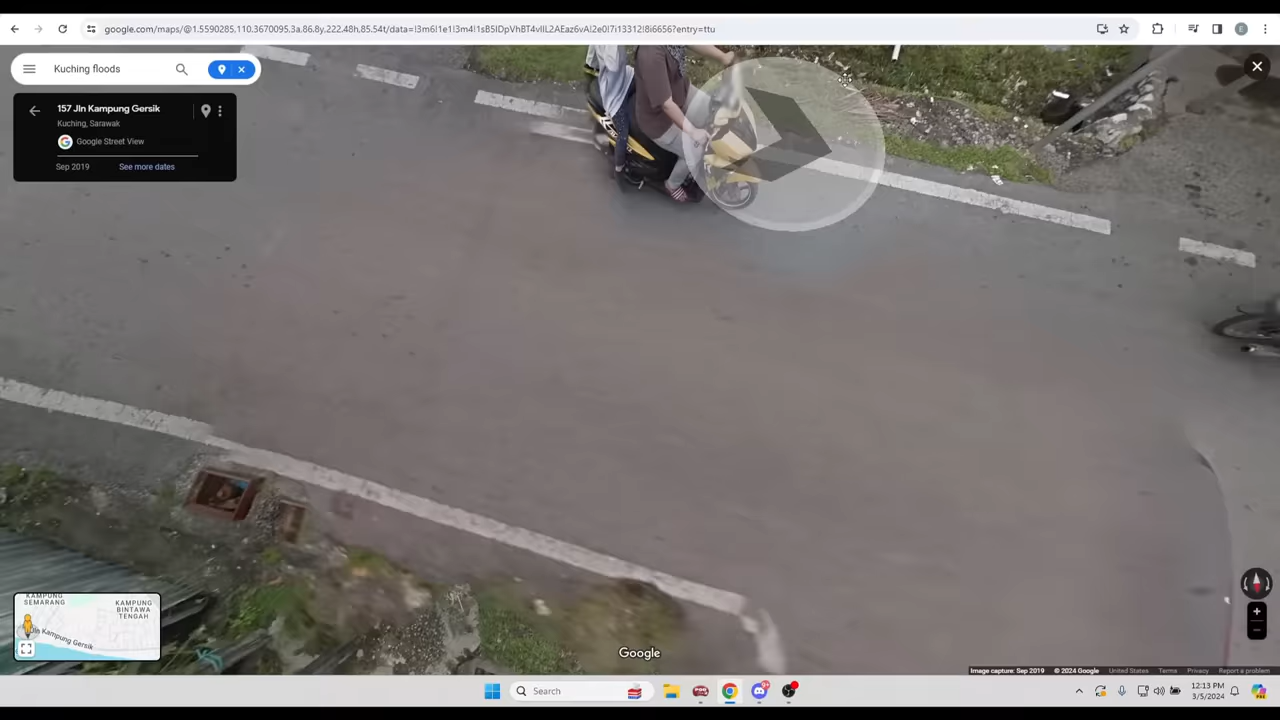 google.com/maps/@1.5590285,110.3670095,3a,86.8y,222.48h,85.54t/data=!3m6!1e1!3m4!1sB5IDpVhBT4vIIL2AEaz6vA!2e0!7i13312!8i6656?entry=ttu
E
Kuching floods
157 Jln Kampung Gersik
Kuching, Sarawak
Google Street View
Sep 2019
See more dates
KAMPUNG
SEMARANG
KAMPUNG
BINTAWA
TENGAH
Jln Kampung Gersik
Google
Image capture: Sep 2019 © 2024 Google United States Terms Privacy Report a problem
Search
12:13 PM
3/5/2024